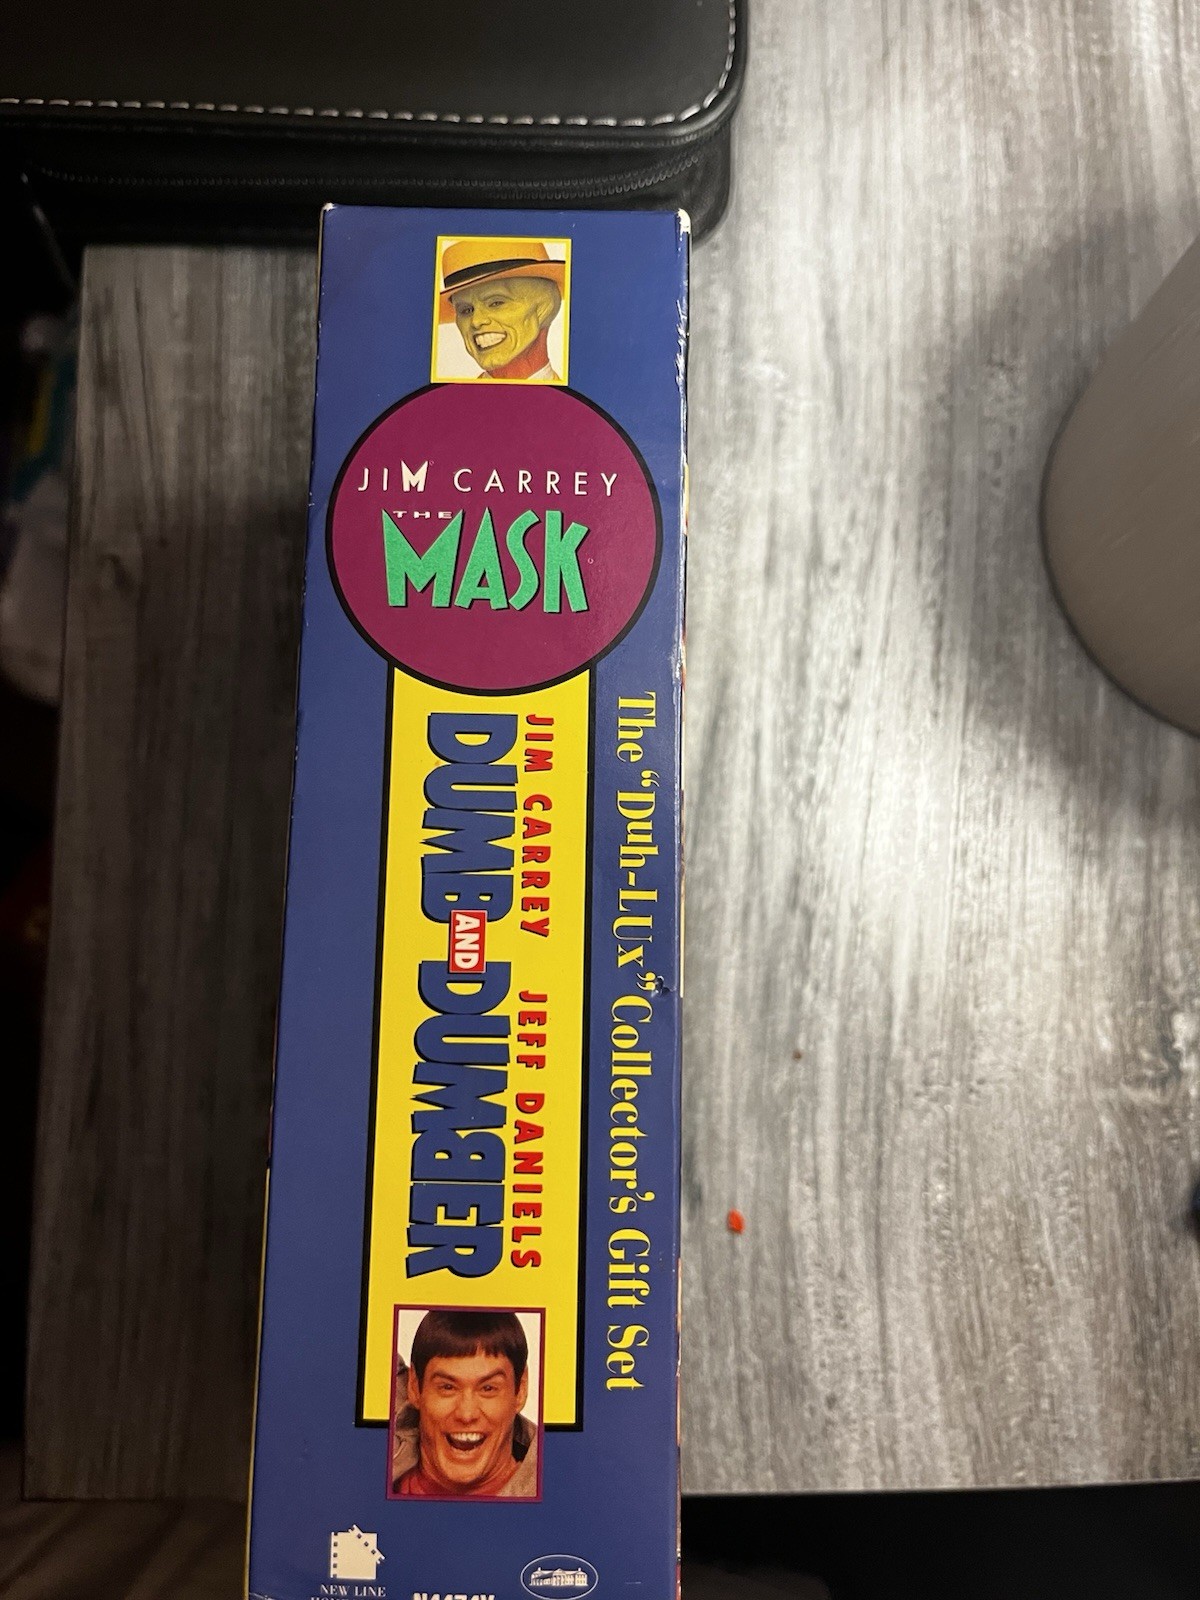 JIM CARREY
THE
MASK
JIM CARREY JEFF DANIELS
DUMB AND DUMBER
The "Duh-Lux" Collector's Gift Set
NEW LINE